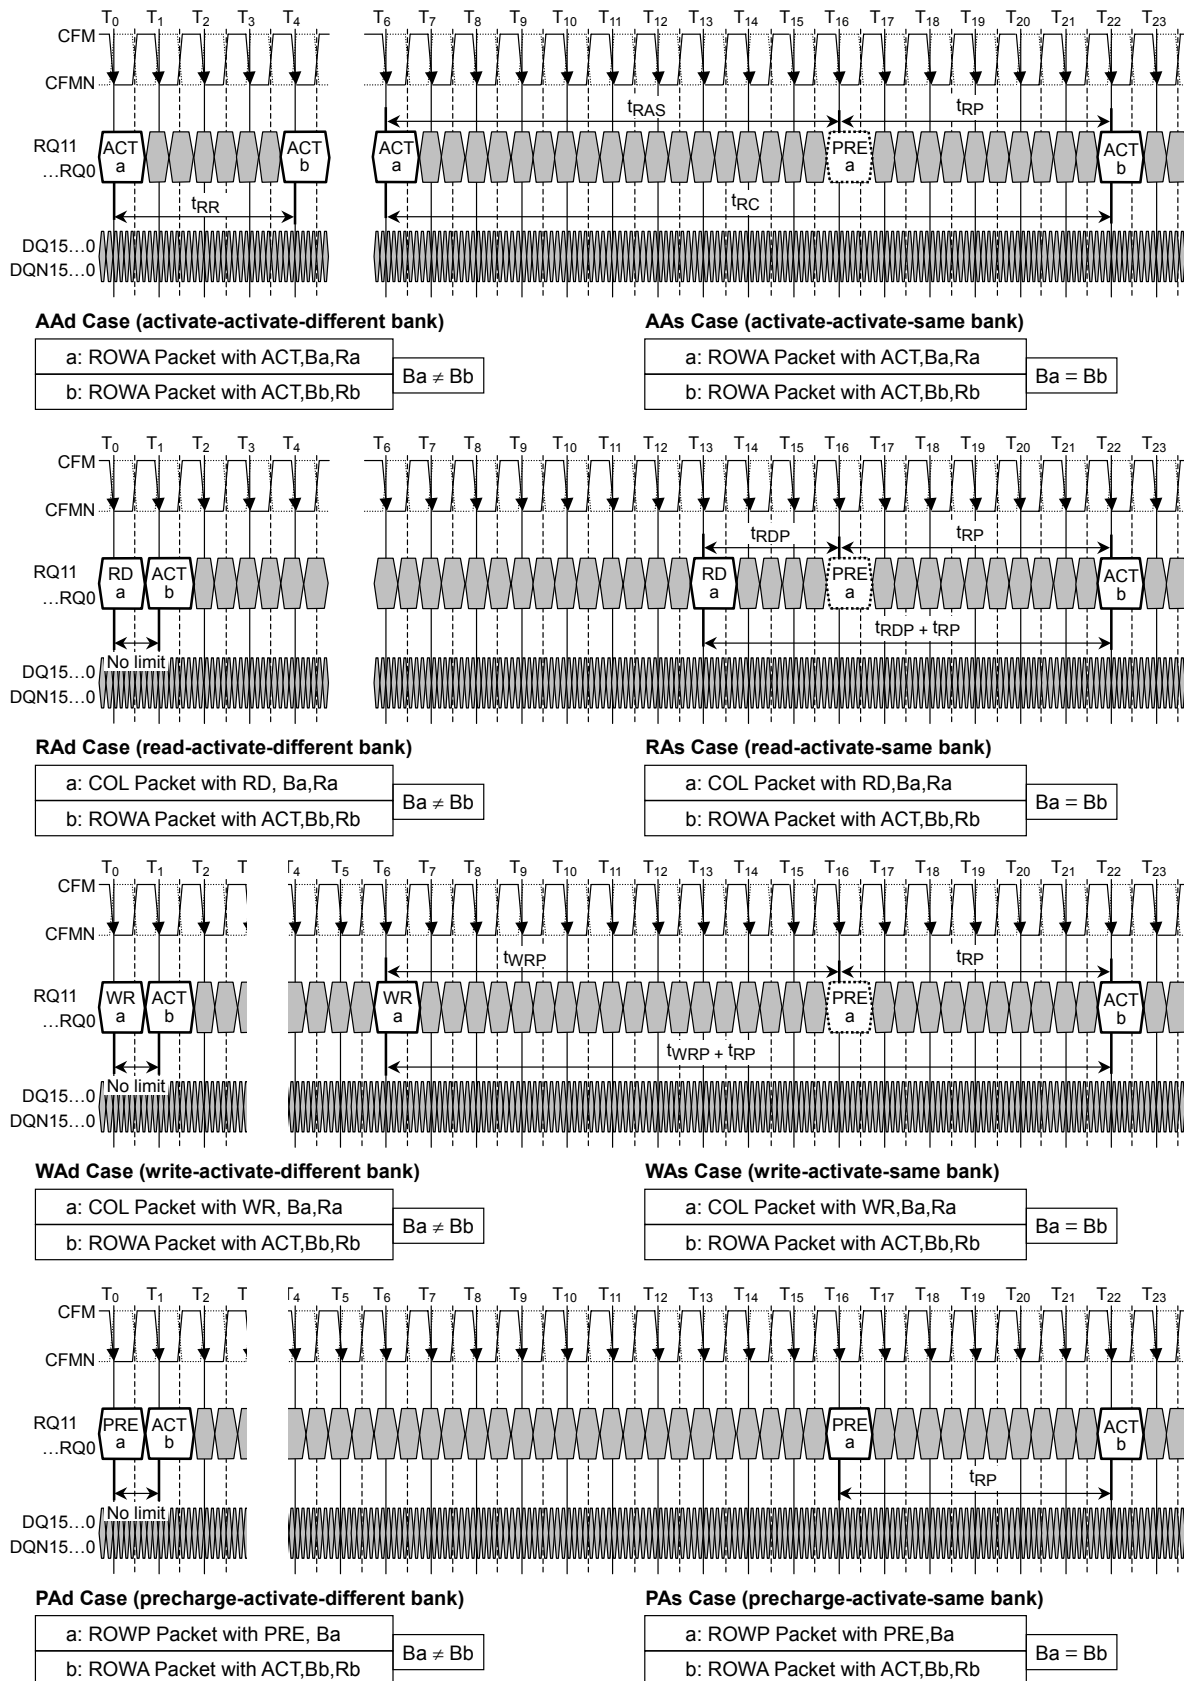 T0 T1 T2 T3 T4 T6 T7 T8 T9 T10 T11 T12 T13 T14 T15 T16 T17 T18 T19 T20 T21 T22 T23
CFM
CFMN
tRAS tRP
RQ11
…RQ0
ACT a ACT b ACT a PRE a ACT b
tRR tRC
DQ15…0
DQN15…0
AAd Case (activate-activate-different bank) AAs Case (activate-activate-same bank)
a: ROWA Packet with ACT,Ba,Ra a: ROWA Packet with ACT,Ba,Ra
Ba ≠ Bb Ba = Bb
b: ROWA Packet with ACT,Bb,Rb b: ROWA Packet with ACT,Bb,Rb
T0 T1 T2 T3 T4 T6 T7 T8 T9 T10 T11 T12 T13 T14 T15 T16 T17 T18 T19 T20 T21 T22 T23
CFM
CFMN
tRDP tRP
RQ11
…RQ0
RD a ACT b RD a PRE a ACT b
tRDP + tRP
No limit
DQ15…0
DQN15…0
RAd Case (read-activate-different bank) RAs Case (read-activate-same bank)
a: COL Packet with RD, Ba,Ra a: COL Packet with RD,Ba,Ra
Ba ≠ Bb Ba = Bb
b: ROWA Packet with ACT,Bb,Rb b: ROWA Packet with ACT,Bb,Rb
T0 T1 T2 T T4 T5 T6 T7 T8 T9 T10 T11 T12 T13 T14 T15 T16 T17 T18 T19 T20 T21 T22 T23
CFM
CFMN
tWRP tRP
RQ11
…RQ0
WR a ACT b WR a PRE a ACT b
tWRP + tRP
No limit
DQ15…0
DQN15…0
WAd Case (write-activate-different bank) WAs Case (write-activate-same bank)
a: COL Packet with WR, Ba,Ra a: COL Packet with WR,Ba,Ra
Ba ≠ Bb Ba = Bb
b: ROWA Packet with ACT,Bb,Rb b: ROWA Packet with ACT,Bb,Rb
T0 T1 T2 T T4 T5 T6 T7 T8 T9 T10 T11 T12 T13 T14 T15 T16 T17 T18 T19 T20 T21 T22 T23
CFM
CFMN
RQ11
…RQ0
PRE a ACT b PRE a ACT b
tRP
No limit
DQ15…0
DQN15…0
PAd Case (precharge-activate-different bank) PAs Case (precharge-activate-same bank)
a: ROWP Packet with PRE, Ba a: ROWP Packet with PRE,Ba
Ba ≠ Bb Ba = Bb
b: ROWA Packet with ACT,Bb,Rb b: ROWA Packet with ACT,Bb,Rb